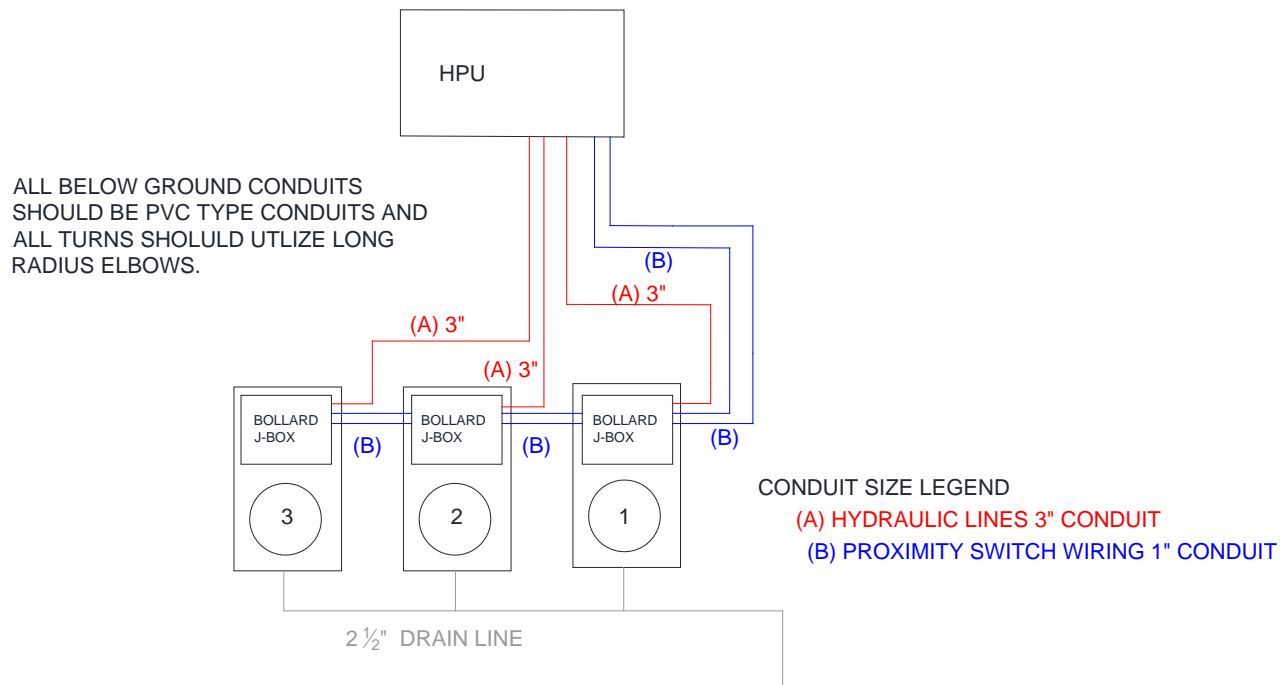 HPU
ALL BELOW GROUND CONDUITS
SHOULD BE PVC TYPE CONDUITS AND
ALL TURNS SHOLULD UTLIZE LONG
RADIUS ELBOWS.
(B)
(A) 3"
(A) 3"
(A) 3"
BOLLARD
J-BOX
(B)
BOLLARD
J-BOX
(B)
BOLLARD
J-BOX
(B)
3
2
1
CONDUIT SIZE LEGEND
(A) HYDRAULIC LINES 3" CONDUIT
(B) PROXIMITY SWITCH WIRING 1" CONDUIT
2 ½" DRAIN LINE